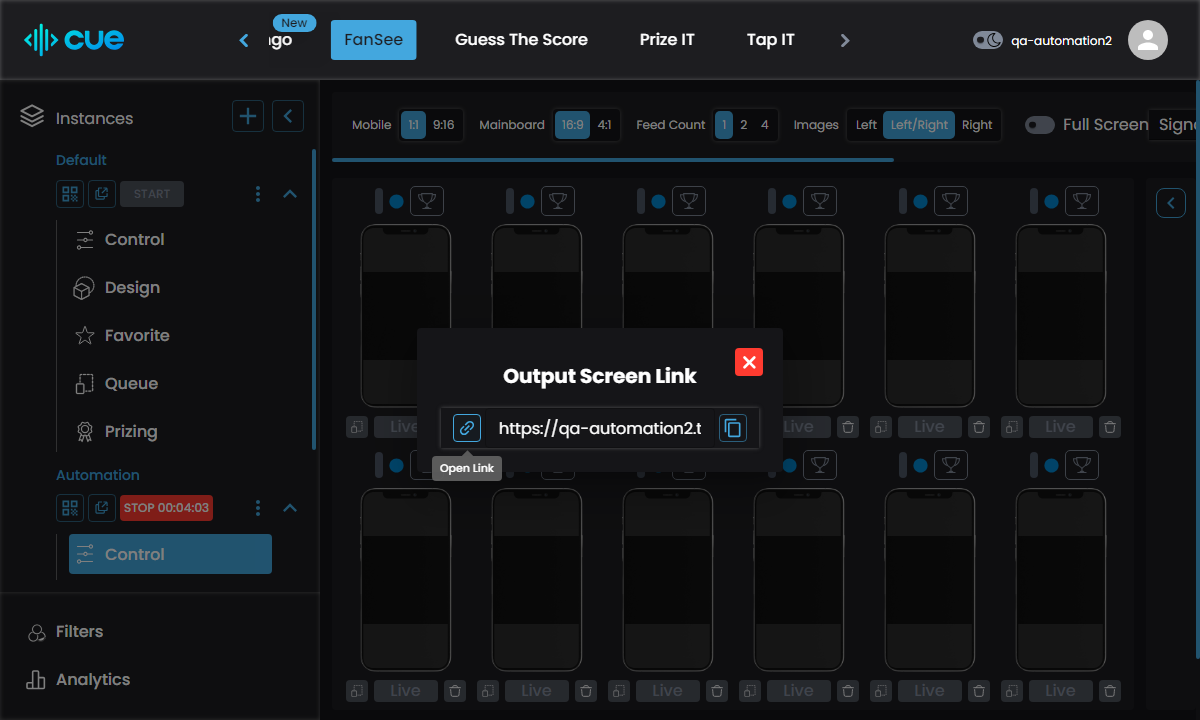 cue
New
ngo
FanSee
Guess The Score
Prize IT
Tap IT
qa-automation2
Instances
Default
START
Control
Design
Favorite
Queue
Prizing
Automation
STOP 00:04:03
Control
Filters
Analytics
Mobile 1:1 9:16
Mainboard 16:9 4:1
Feed Count 1 2 4
Images Left Left/Right Right
Full Screen
Output Screen Link
https://qa-automation2.t
Open Link
Live
Live
Live
Live
Live
Live
Live
Live
Live
Live